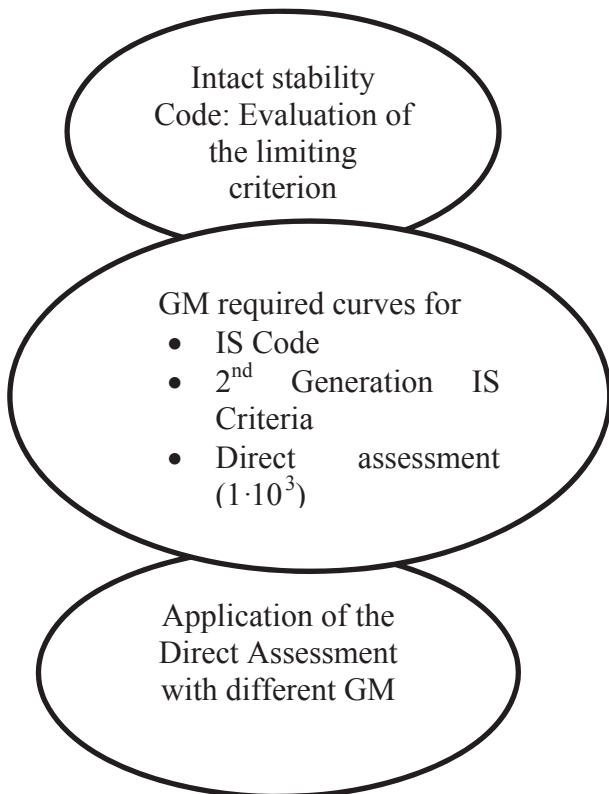 Intact stability
Code: Evaluation of
the limiting
criterion
GM required curves for
• IS Code
• 2nd Generation IS
Criteria
• Direct assessment
(1·10³)
Application of the
Direct Assessment
with different GM